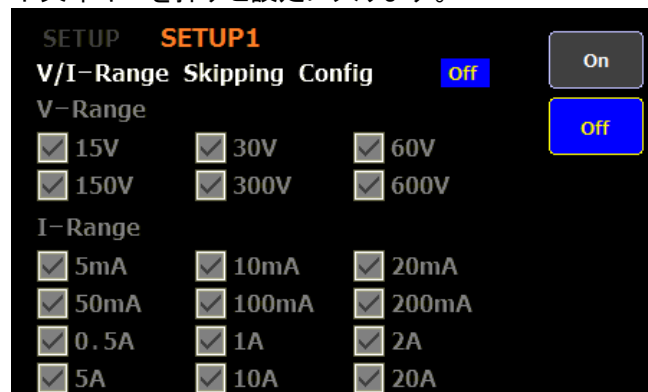 SETUP SETUP1
V/I-Range Skipping Config Off
On
V-Range
Off
15V 30V 60V
150V 300V 600V
I-Range
5mA 10mA 20mA
50mA 100mA 200mA
0.5A 1A 2A
5A 10A 20A